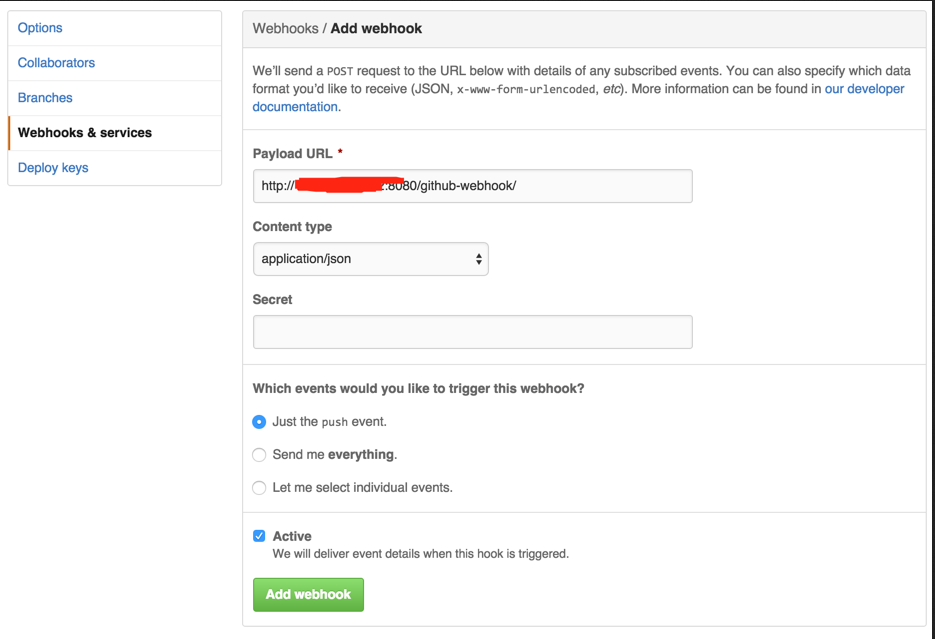 Options
Collaborators
Branches
Webhooks & services
Deploy keys
Webhooks / Add webhook
We'll send a POST request to the URL below with details of any subscribed events. You can also specify which data
format you'd like to receive (JSON, x-www-form-urlencoded, etc). More information can be found in our developer
documentation.
Payload URL *
http:// :8080/github-webhook/
Content type
application/json
Secret
Which events would you like to trigger this webhook?
Just the push event.
Send me everything.
Let me select individual events.
Active
We will deliver event details when this hook is triggered.
Add webhook